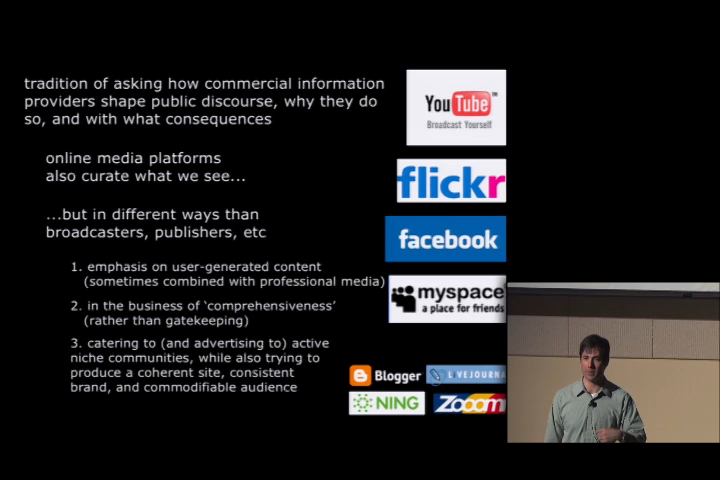 tradition of asking how commercial information
providers shape public discourse, why they do
so, and with what consequences
online media platforms
also curate what we see...
...but in different ways than
broadcasters, publishers, etc
1. emphasis on user-generated content
(sometimes combined with professional media)
2. in the business of ‘comprehensiveness’
(rather than gatekeeping)
3. catering to (and advertising to) active
niche communities, while also trying to
produce a coherent site, consistent
brand, and commodifiable audience
YouTube™
Broadcast Yourself
flickr
facebook
myspace
a place for friends
Blogger
LIVEJOURNA
NING
Zooom